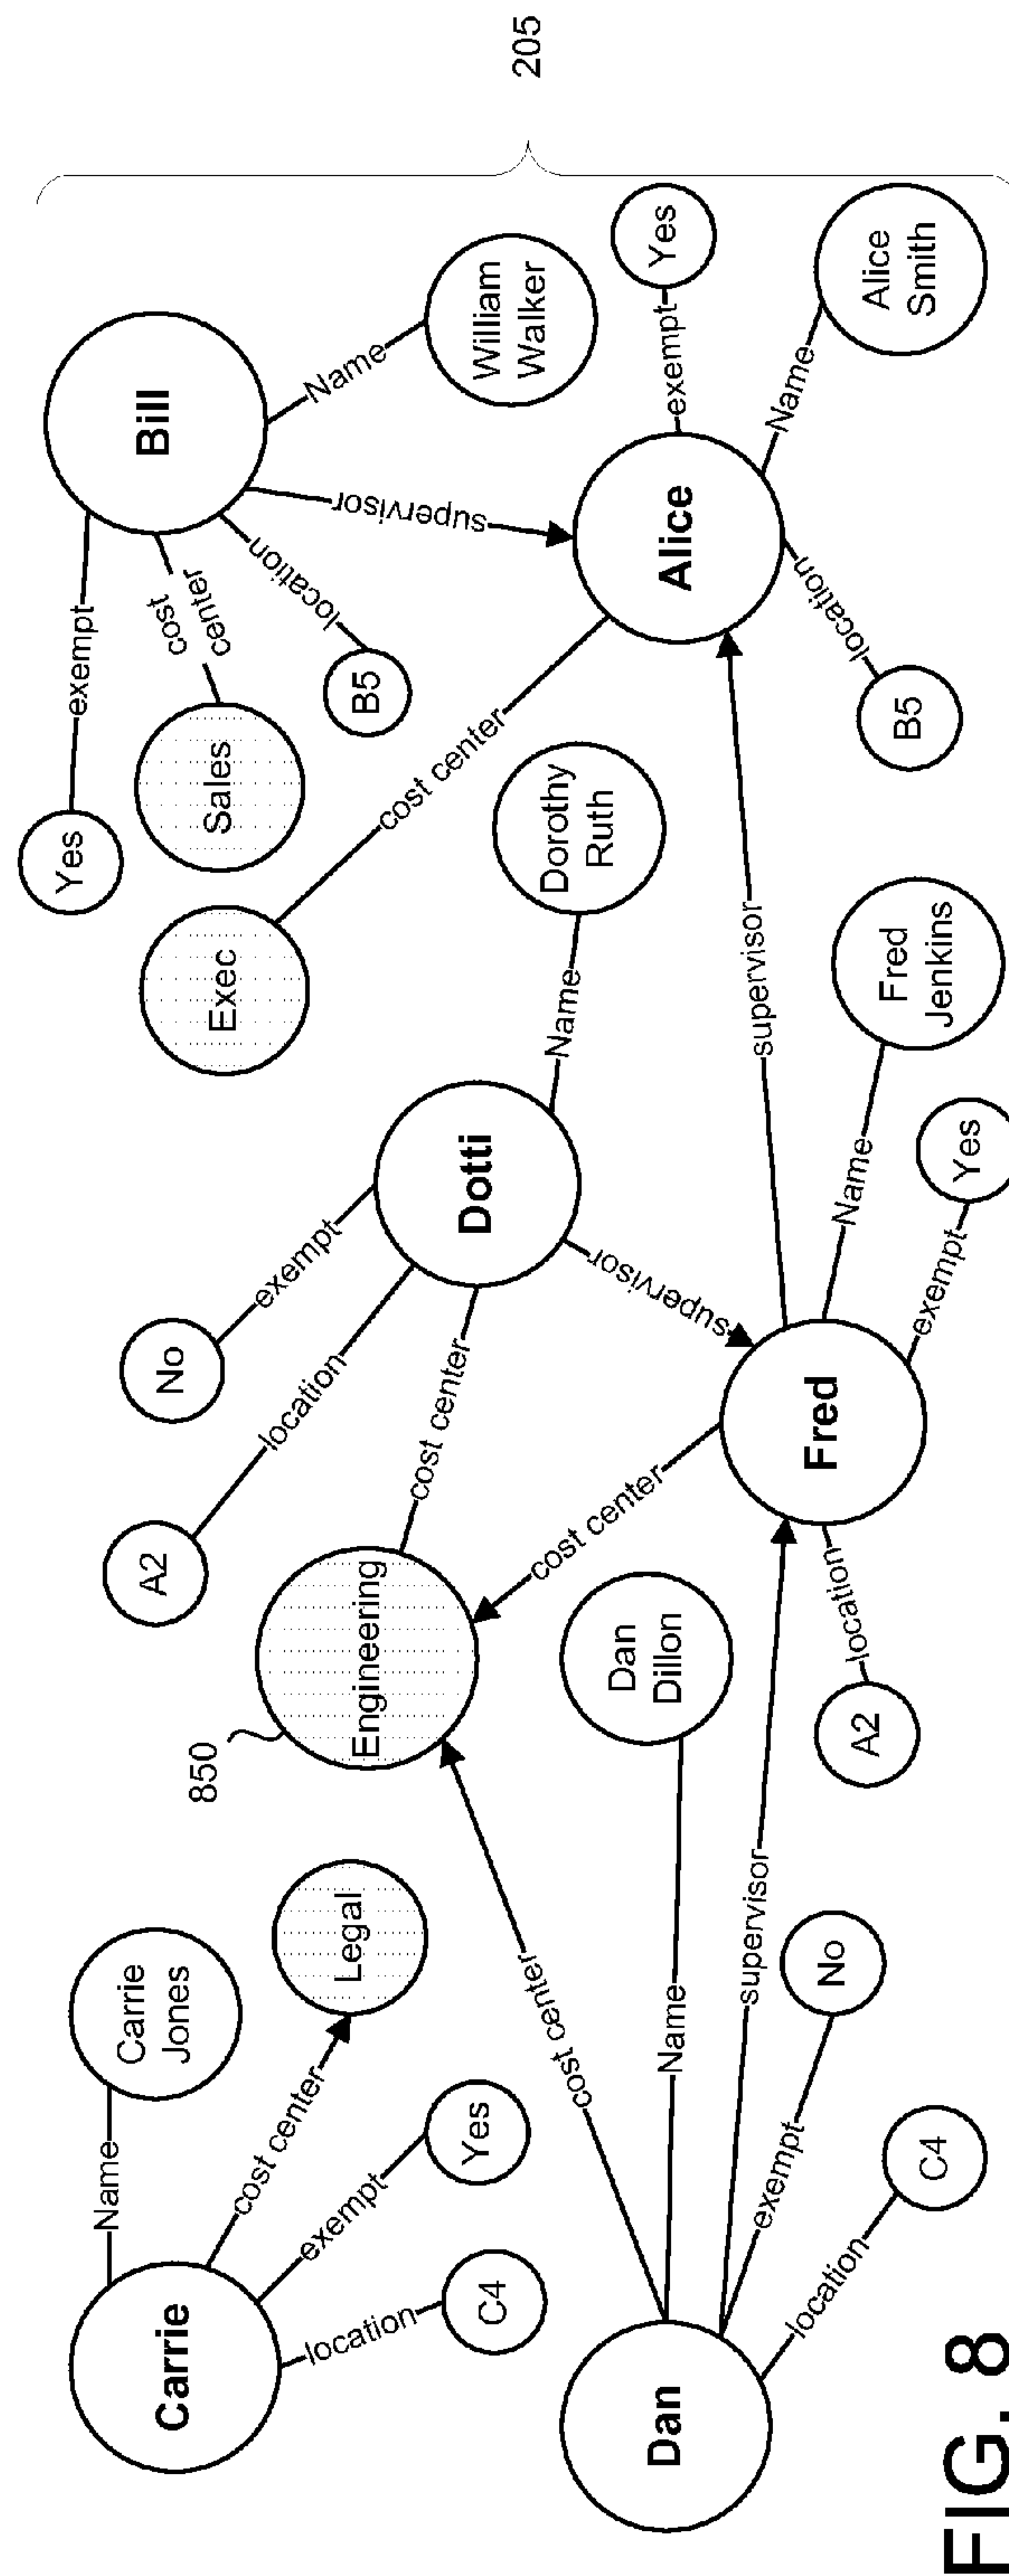 205
Carrie
Name
Carrie
Jones
cost center
Legal
exempt
Yes
location
C4
Dan
cost center
Name
Dan
Dillon
supervisor
exempt
No
location
C4
850
Engineering
A2
location
No
exempt
Dotti
cost center
Name
Dorothy
Ruth
supervisor
Fred
cost center
location
A2
Name
Fred
Jenkins
exempt
Yes
supervisor
Exec
cost center
Alice
exempt
Yes
Name
Alice
Smith
location
B5
Bill
exempt
Yes
cost
center
Sales
location
B5
supervisor
Name
William
Walker
FIG. 8